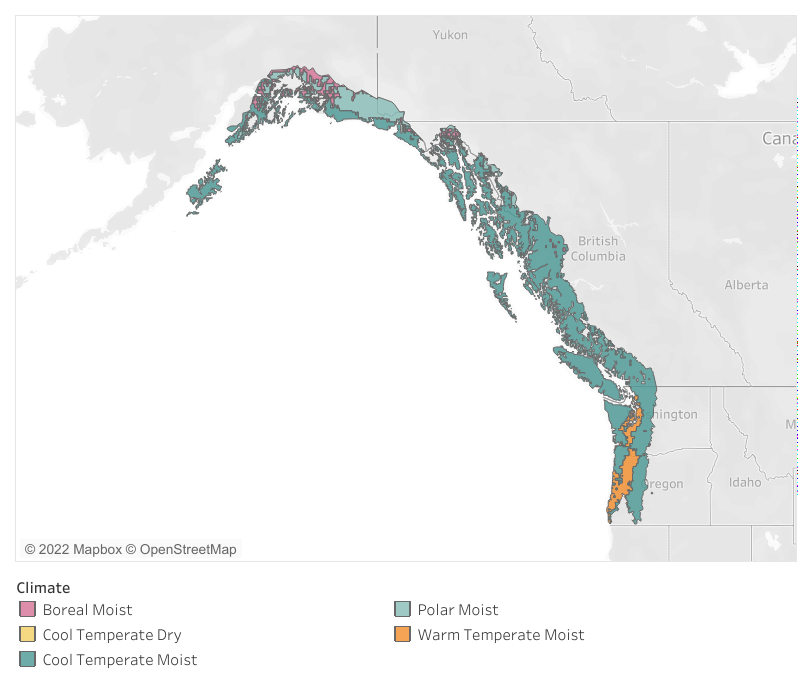 Yukon
Cana
British
Columbia
Alberta
hington
M
regon
Idaho
© 2022 Mapbox © OpenStreetMap
Climate
Boreal Moist
Polar Moist
Cool Temperate Dry
Warm Temperate Moist
Cool Temperate Moist